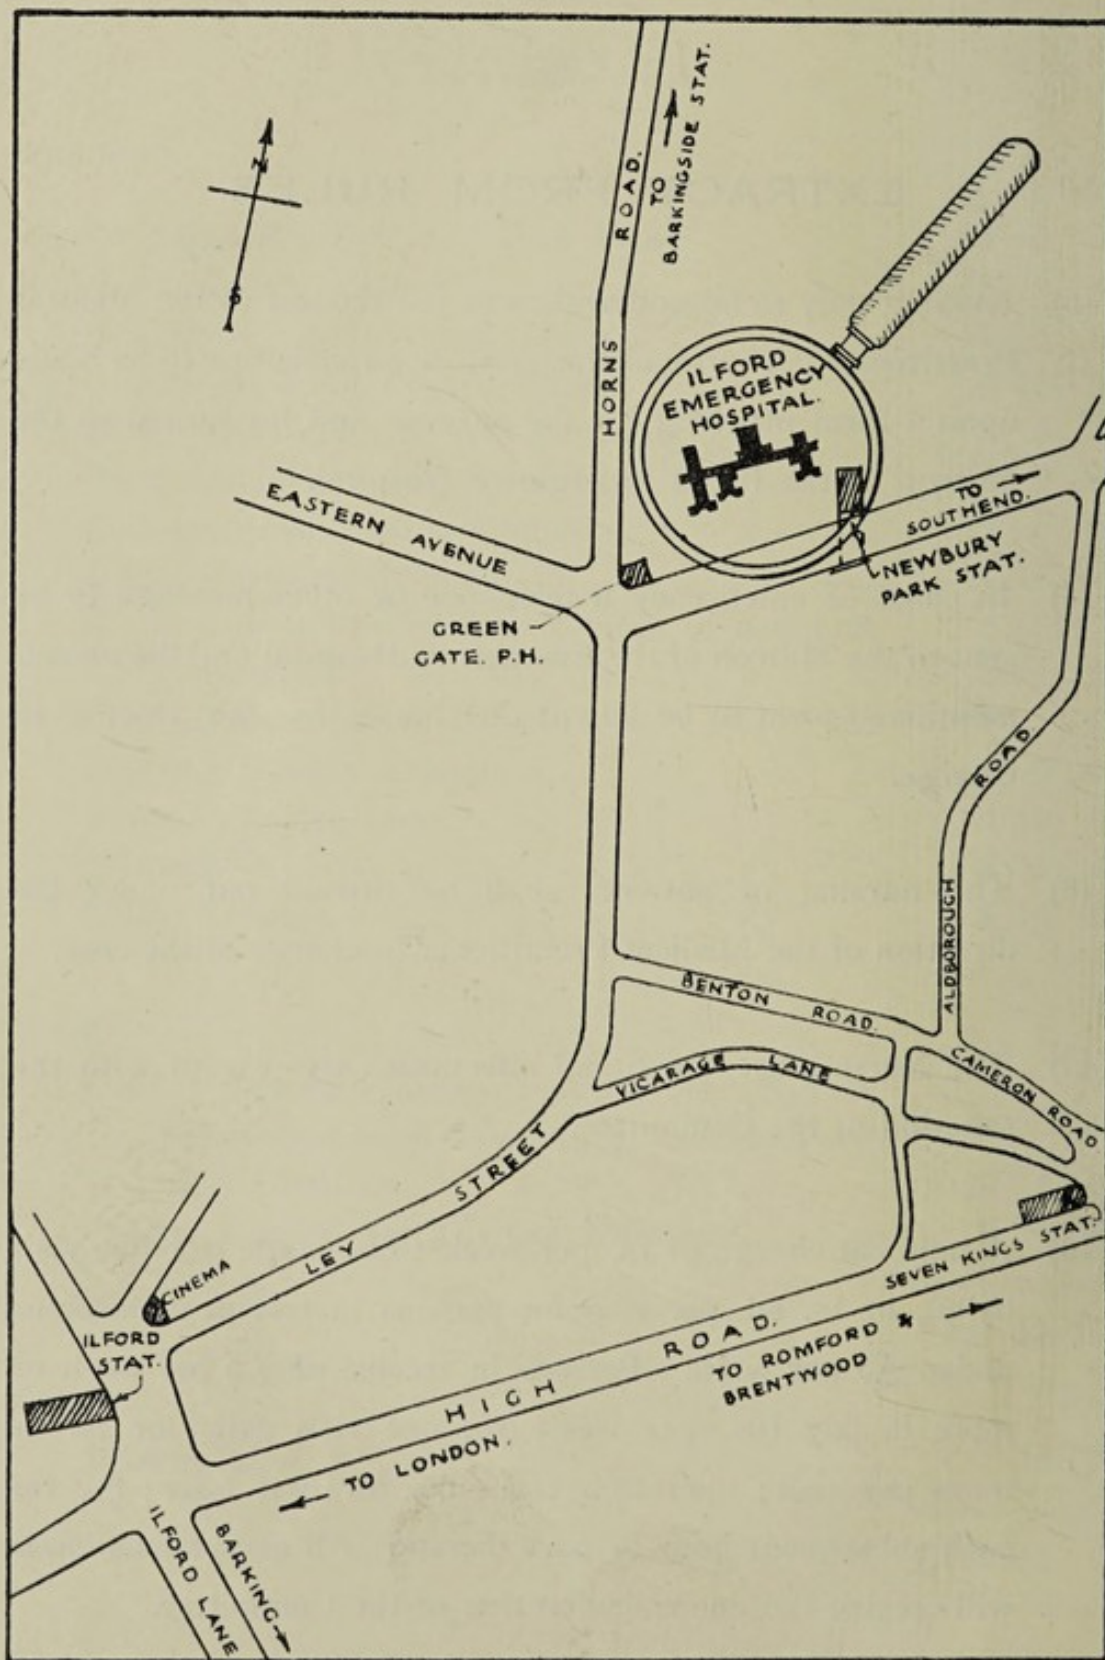 TO
BARKINGSIDE STAT.
HORNS ROAD.
N
S
ILFORD
EMERGENCY
HOSPITAL.
EASTERN AVENUE
TO
SOUTHEND.
NEWBURY
PARK STAT.
GREEN
GATE. P.H.
ALDBOROUGH ROAD
BENTON ROAD.
VICARAGE LANE
CAMERON ROAD
LEY STREET
CINEMA
ILFORD
STAT.
SEVEN KINGS STAT.
HIGH ROAD.
TO ROMFORD &
BRENTWOOD
TO LONDON.
ILFORD LANE
BARKING